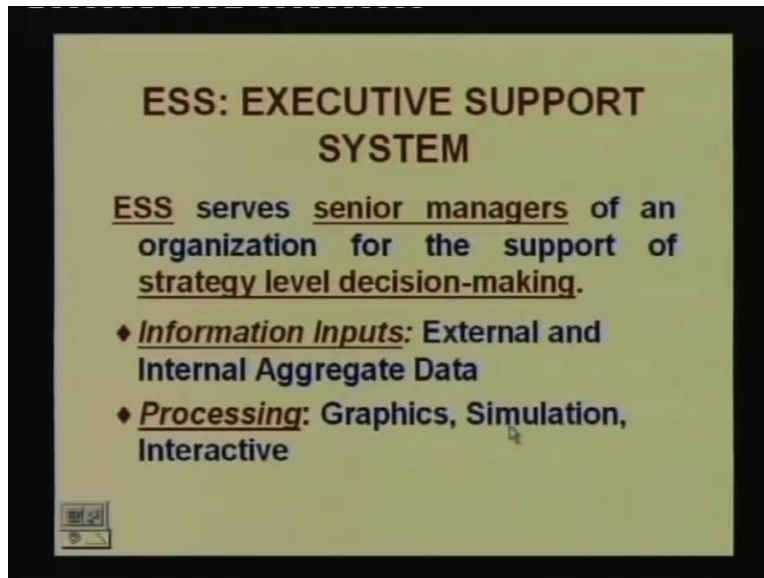 ESS: EXECUTIVE SUPPORT
SYSTEM
ESS serves senior managers of an
organization for the support of
strategy level decision-making.
♦ Information Inputs: External and
Internal Aggregate Data
♦ Processing: Graphics, Simulation,
Interactive